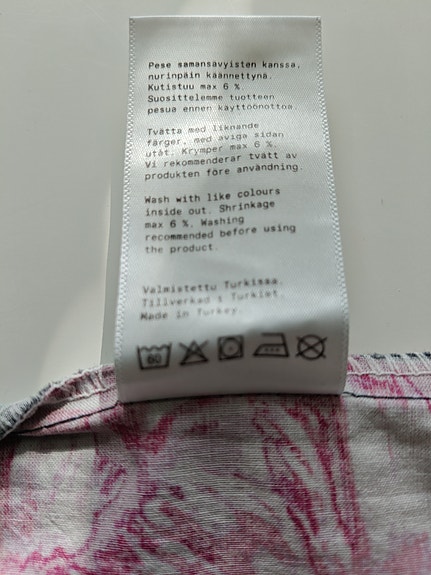 Pese samansävyisten kanssa,
nurinpäin käännettynä.
Kutistuu max 6 %.
Suosittelemme tuotteen
pesua ennen käyttöönottoa.
Tvätta med liknande
färger, med aviga sidan
utåt. Krymper max 6 %.
Vi rekommenderar tvätt av
produkten före användning.
Wash with like colours
inside out. Shrinkage
max 6 %. Washing
recommended before using
the product.
Valmistettu Turkissa.
Tillverkad i Turkiet.
Made in Turkey.
60